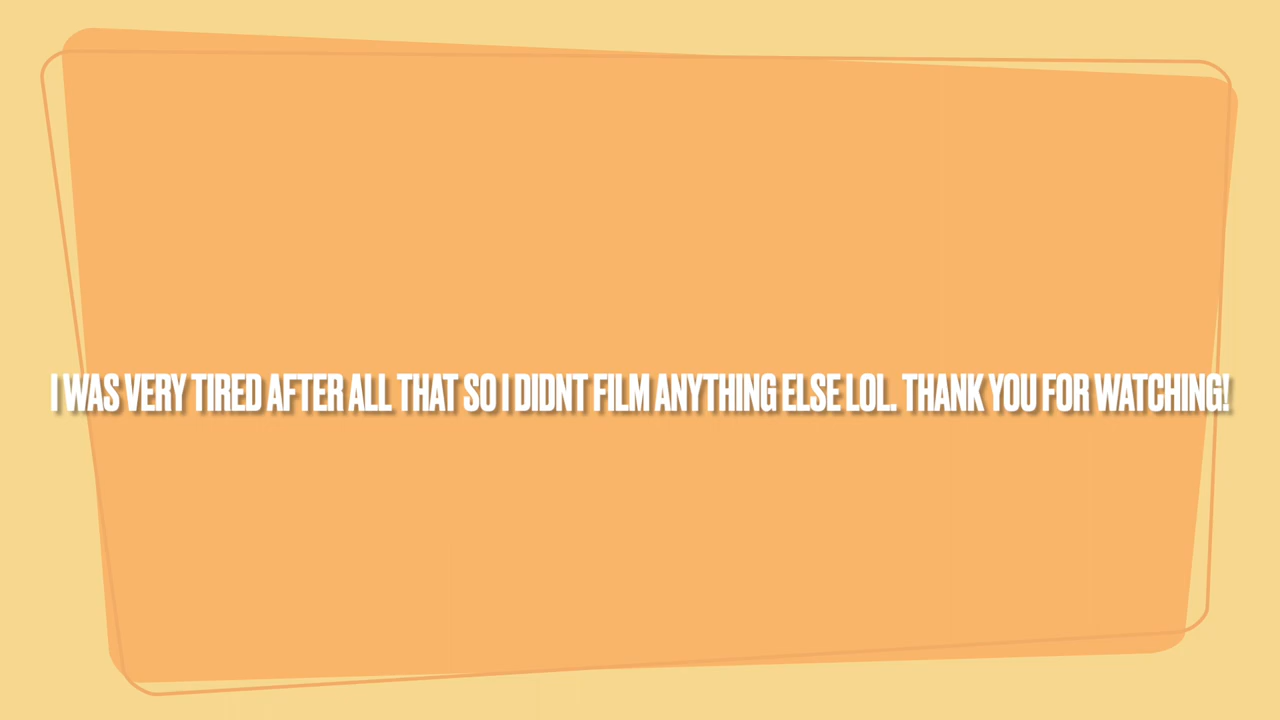 I WAS VERY TIRED AFTER ALL THAT SO I DIDNT FILM ANYTHING ELSE LOL. THANK YOU FOR WATCHING!